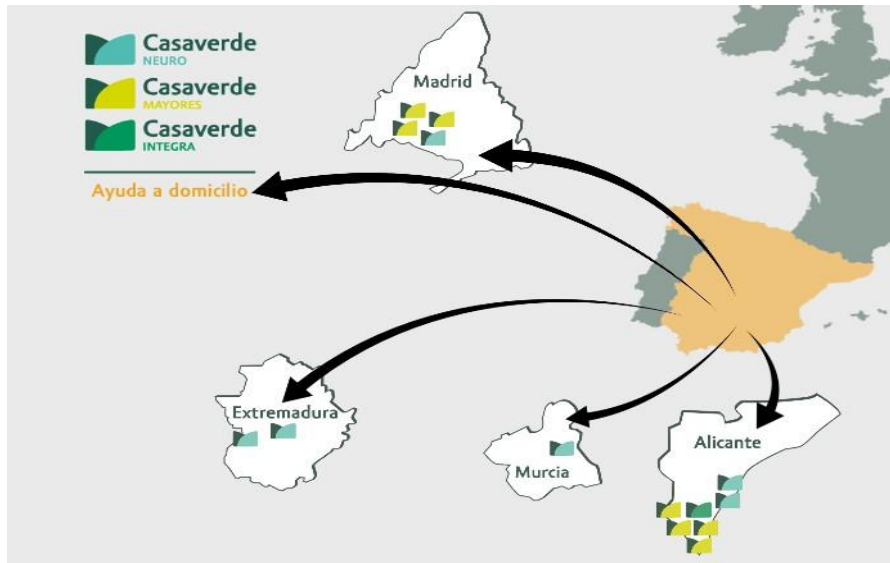 Casaverde
NEURO
Casaverde
MAYORES
Casaverde
INTEGRA
Ayuda a domicilio
Madrid
Extremadura
Murcia
Alicante